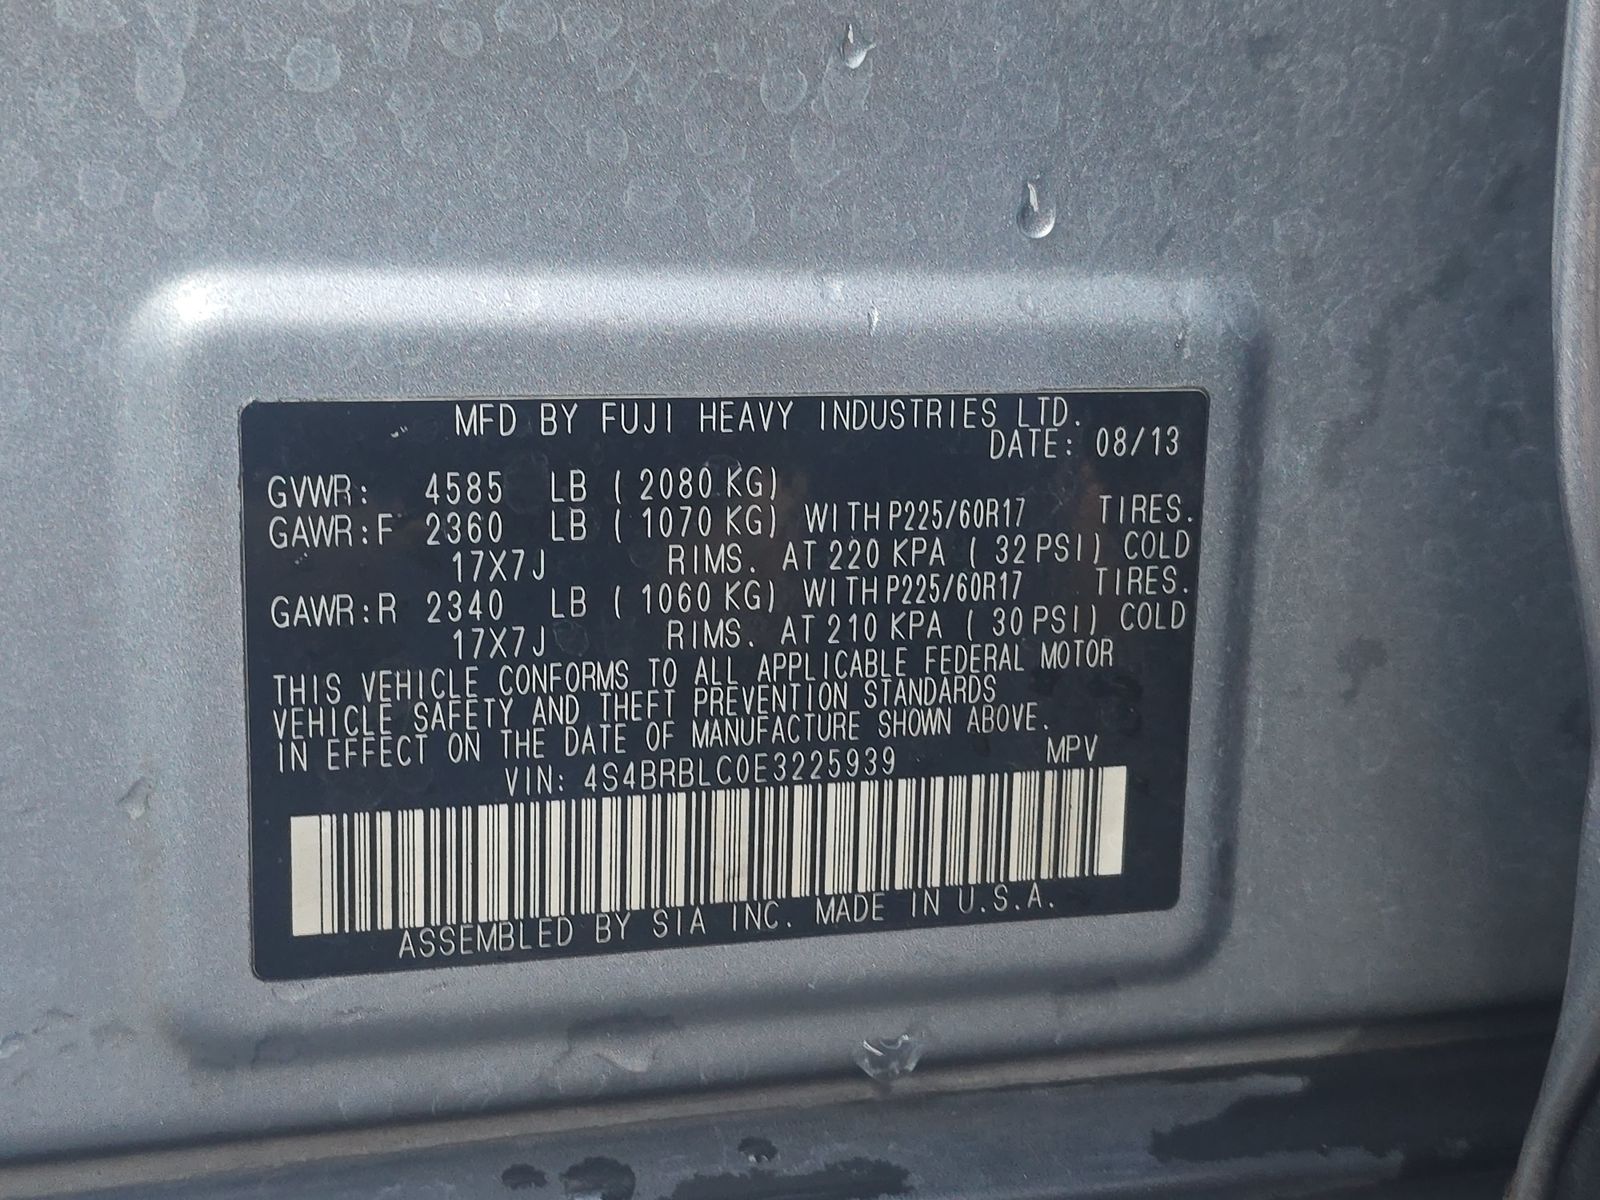 MFD BY FUJI HEAVY INDUSTRIES LTD.
DATE: 08/13
GVWR: 4585 LB ( 2080 KG)
GAWR:F 2360 LB ( 1070 KG) WITH P225/60R17 TIRES.
17X7J RIMS. AT 220 KPA ( 32 PSI) COLD
GAWR:R 2340 LB ( 1060 KG) WITH P225/60R17 TIRES.
17X7J RIMS. AT 210 KPA ( 30 PSI) COLD
THIS VEHICLE CONFORMS TO ALL APPLICABLE FEDERAL MOTOR
VEHICLE SAFETY AND THEFT PREVENTION STANDARDS
IN EFFECT ON THE DATE OF MANUFACTURE SHOWN ABOVE.
VIN: 4S4BRBLC0E3225939 MPV
ASSEMBLED BY SIA INC. MADE IN U.S.A.